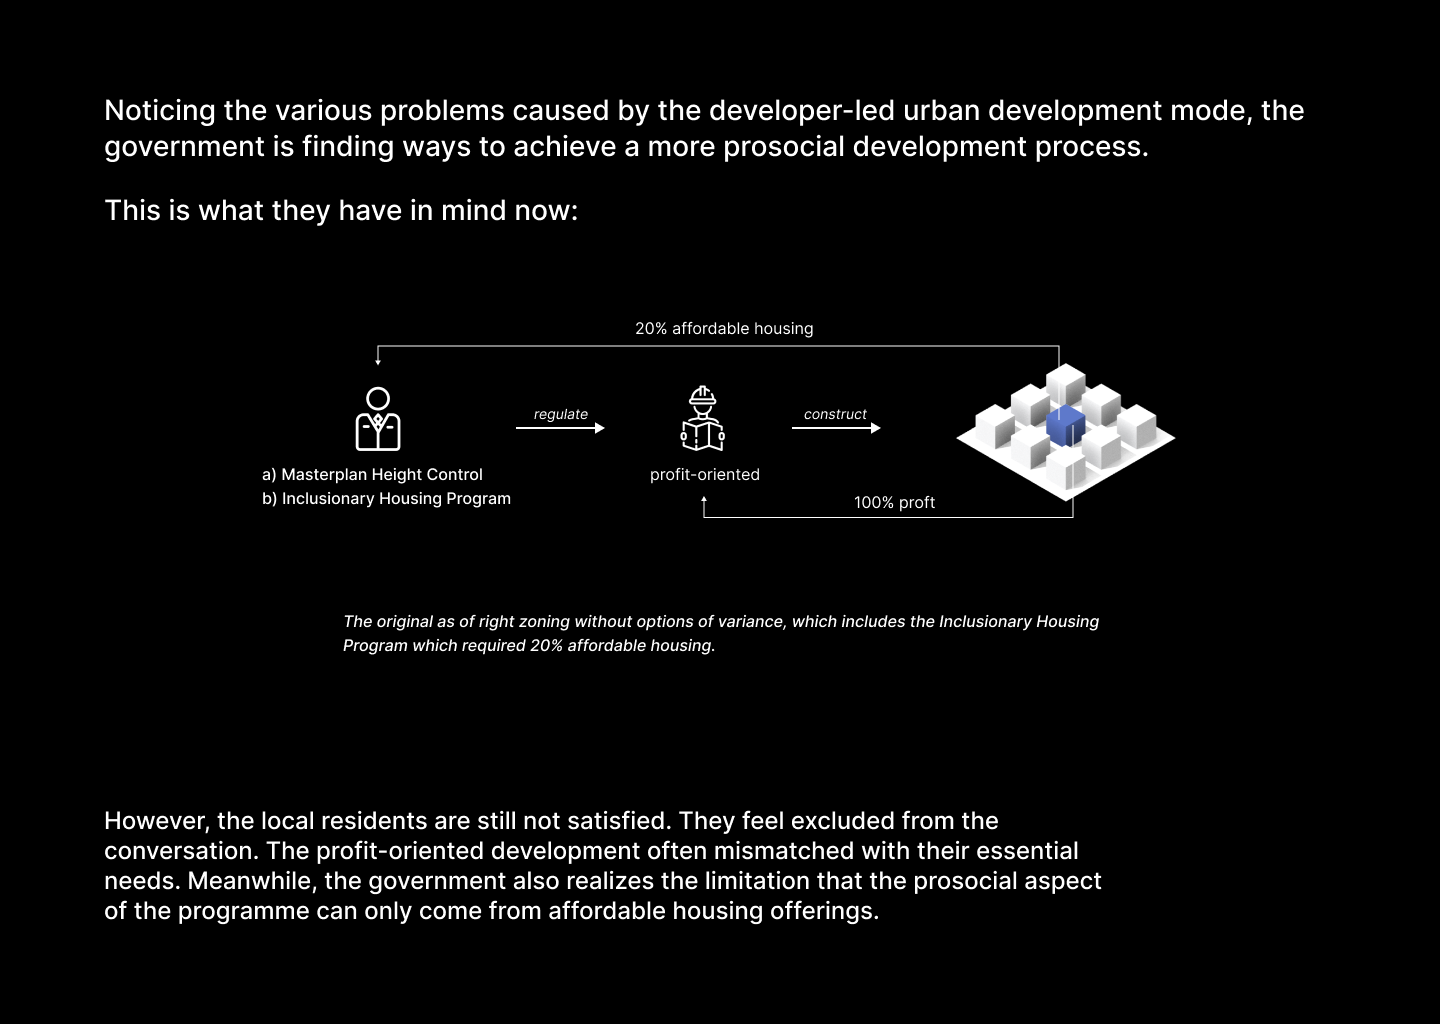 Noticing the various problems caused by the developer-led urban development mode, the
government is finding ways to achieve a more prosocial development process.
This is what they have in mind now:
20% affordable housing
regulate
construct
a) Masterplan Height Control
b) Inclusionary Housing Program
profit-oriented
100% proft
The original as of right zoning without options of variance, which includes the Inclusionary Housing
Program which required 20% affordable housing.
However, the local residents are still not satisfied. They feel excluded from the
conversation. The profit-oriented development often mismatched with their essential
needs. Meanwhile, the government also realizes the limitation that the prosocial aspect
of the programme can only come from affordable housing offerings.